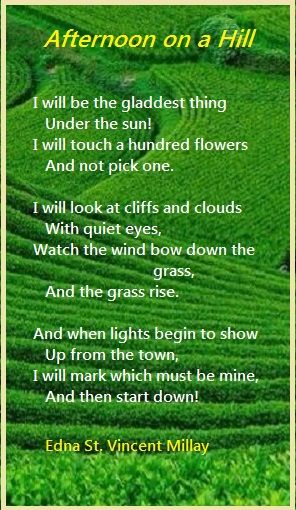 Afternoon on a Hill
I will be the gladdest thing
Under the sun!
I will touch a hundred flowers
And not pick one.
I will look at cliffs and clouds
With quiet eyes,
Watch the wind bow down the
grass,
And the grass rise.
And when lights begin to show
Up from the town,
I will mark which must be mine,
And then start down!
Edna St. Vincent Millay